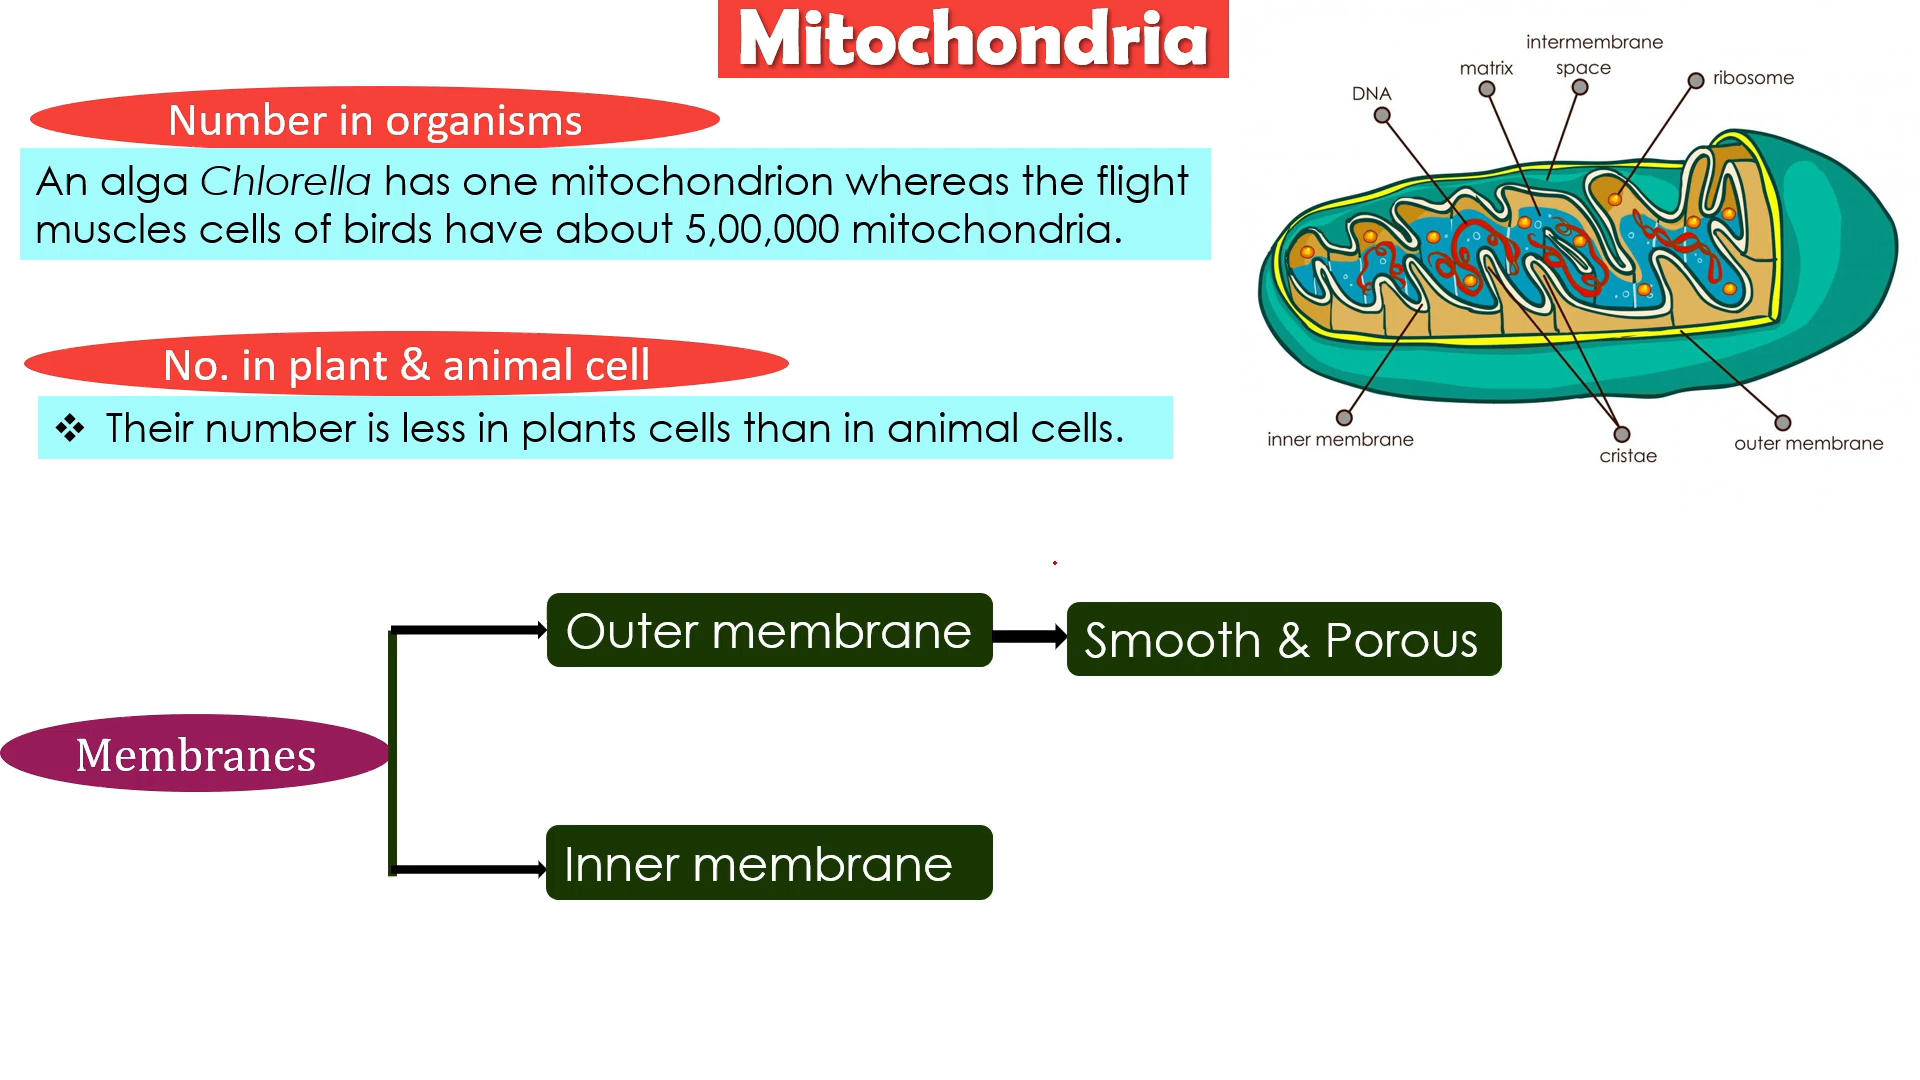 Mitochondria
Number in organisms
An alga Chlorella has one mitochondrion whereas the flight
muscles cells of birds have about 5,00,000 mitochondria.
No. in plant & animal cell
❖ Their number is less in plants cells than in animal cells.
intermembrane
space
matrix
ribosome
DNA
inner membrane
cristae
outer membrane
Outer membrane
Smooth & Porous
Membranes
Inner membrane